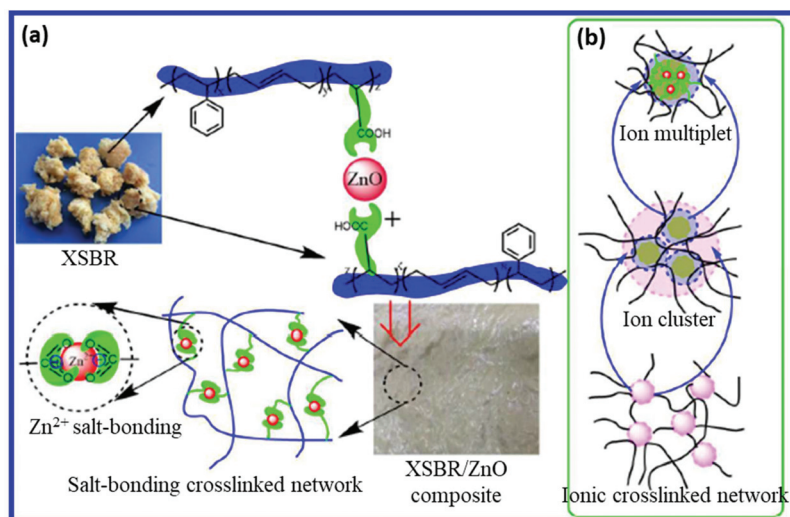 (a)
(b)
x
y
z
COOH
ZnO
HOOC
+
z
y
x
XSBR
Zn²⁺
C
O
O
O
O
C
Zn²⁺ salt-bonding
Salt-bonding crosslinked network
XSBR/ZnO
composite
Ion multiplet
Ion cluster
Ionic crosslinked network